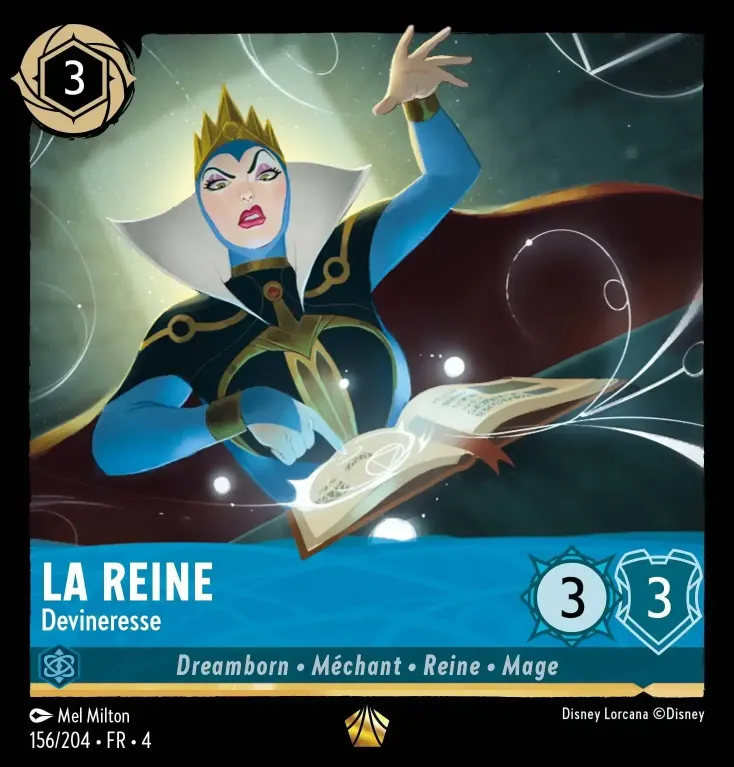 3
LA REINE
Devineresse
3
3
Dreamborn • Méchant • Reine • Mage
Mel Milton
Disney Lorcana ©Disney
156/204 • FR • 4